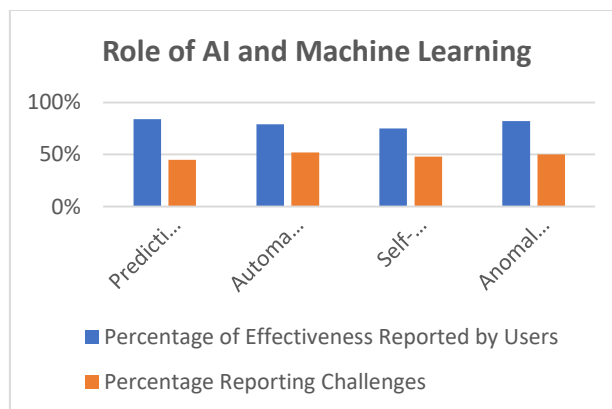 Role of AI and Machine Learning
100%
50%
0%
Predicti...
Automa...
Self-...
Anomal...
Percentage of Effectiveness Reported by Users
Percentage Reporting Challenges